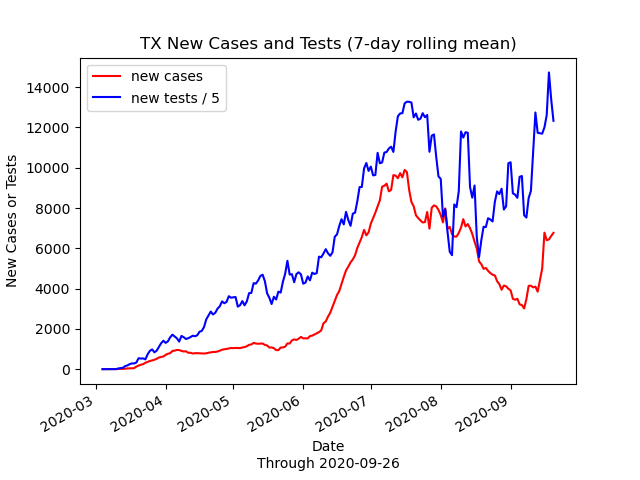 TX New Cases and Tests (7-day rolling mean)
new cases
new tests / 5
14000
12000
10000
8000
6000
4000
2000
0
New Cases or Tests
2020-03
2020-04
2020-05
2020-06
2020-07
2020-08
2020-09
Date
Through 2020-09-26